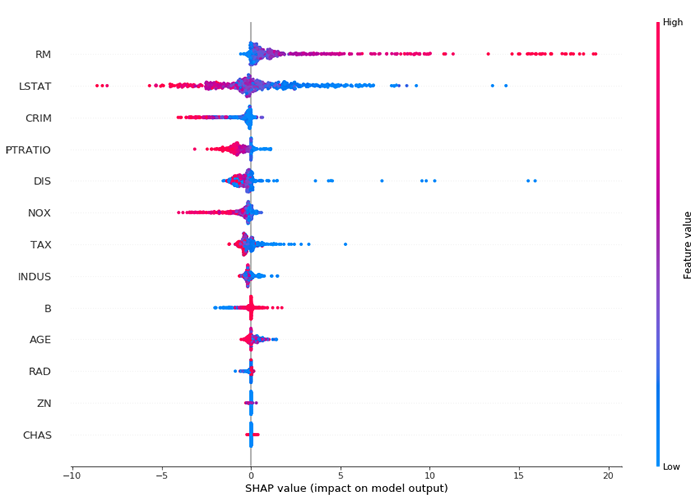 High
RM
LSTAT
CRIM
PTRATIO
DIS
NOX
TAX
INDUS
B
AGE
RAD
ZN
CHAS
Feature value
Low
−10 −5 0 5 10 15 20
SHAP value (impact on model output)